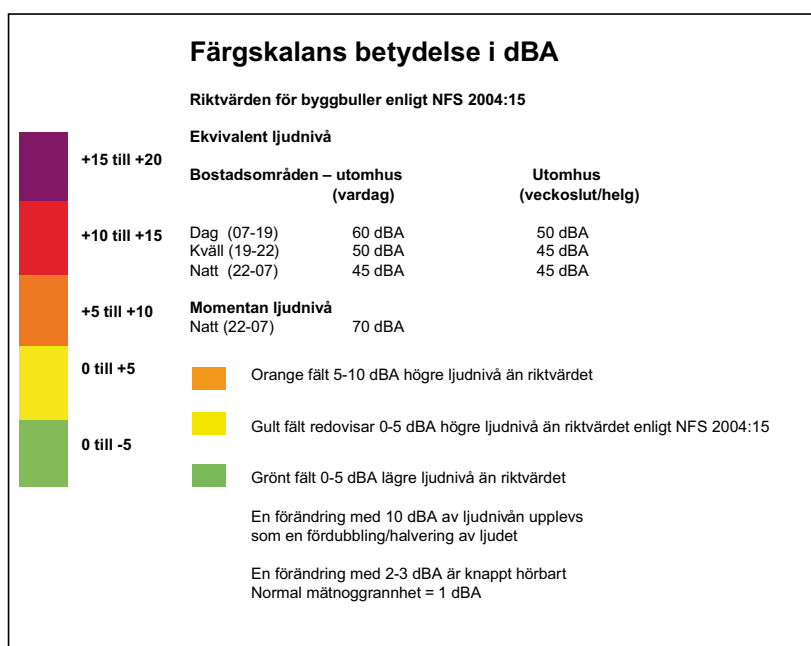 Färgskalans betydelse i dBA
Riktvärden för byggbuller enligt NFS 2004:15
Ekvivalent ljudnivå
+15 till +20
Bostadsområden – utomhus Utomhus
(vardag) (veckoslut/helg)
+10 till +15
Dag (07-19) 60 dBA 50 dBA
Kväll (19-22) 50 dBA 45 dBA
Natt (22-07) 45 dBA 45 dBA
+5 till +10
Momentan ljudnivå
Natt (22-07) 70 dBA
0 till +5
Orange fält 5-10 dBA högre ljudnivå än riktvärdet
Gult fält redovisar 0-5 dBA högre ljudnivå än riktvärdet enligt NFS 2004:15
0 till -5
Grönt fält 0-5 dBA lägre ljudnivå än riktvärdet
En förändring med 10 dBA av ljudnivån upplevs
som en fördubbling/halvering av ljudet
En förändring med 2-3 dBA är knappt hörbart
Normal mätnoggrannhet = 1 dBA